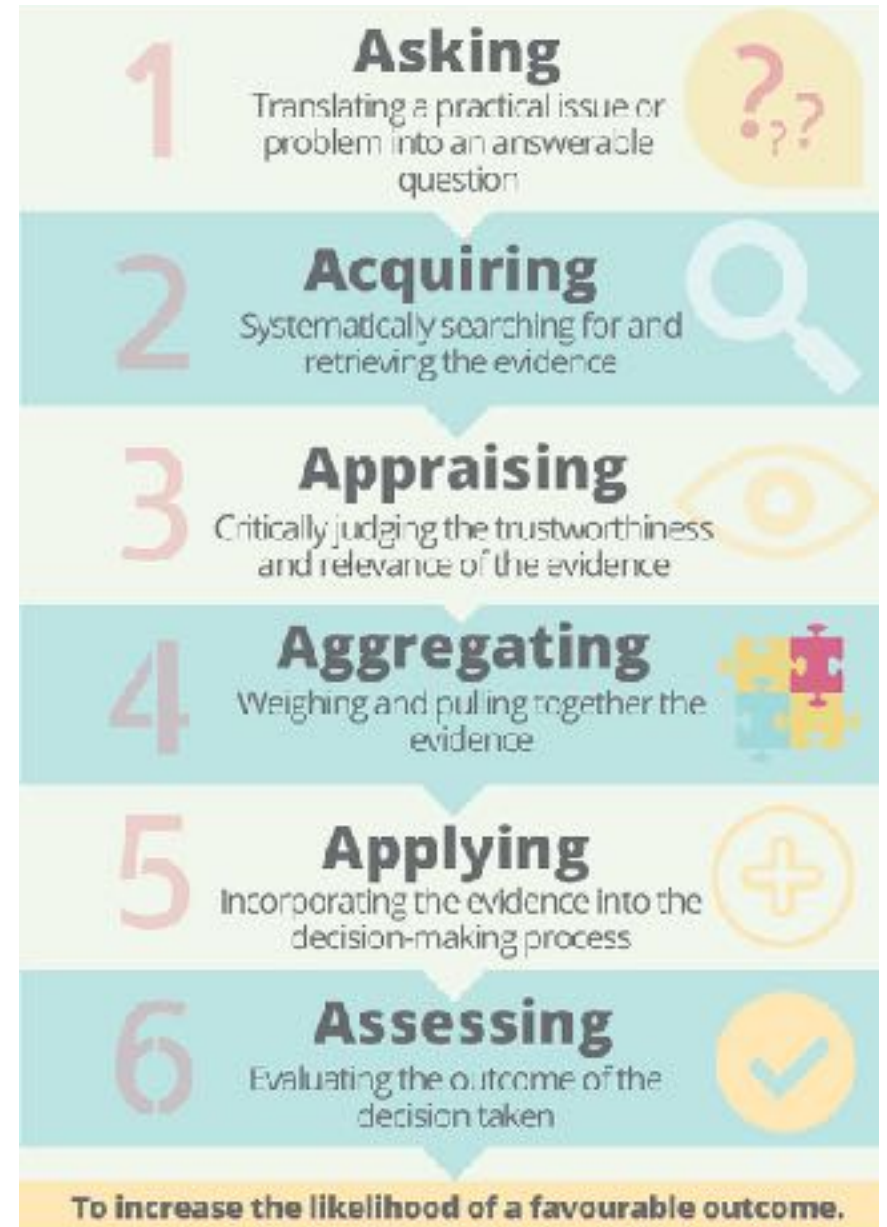 1
Asking
???
Translating a practical issue or
problem into an answerable
question
2
Acquiring
Systematically searching for and
retrieving the evidence
3
Appraising
Critically judging the trustworthiness
and relevance of the evidence
4
Aggregating
Weighing and pulling together the
evidence
5
Applying
Incorporating the evidence into the
decision-making process
6
Assessing
Evaluating the outcome of the
decision taken
To increase the likelihood of a favourable outcome.